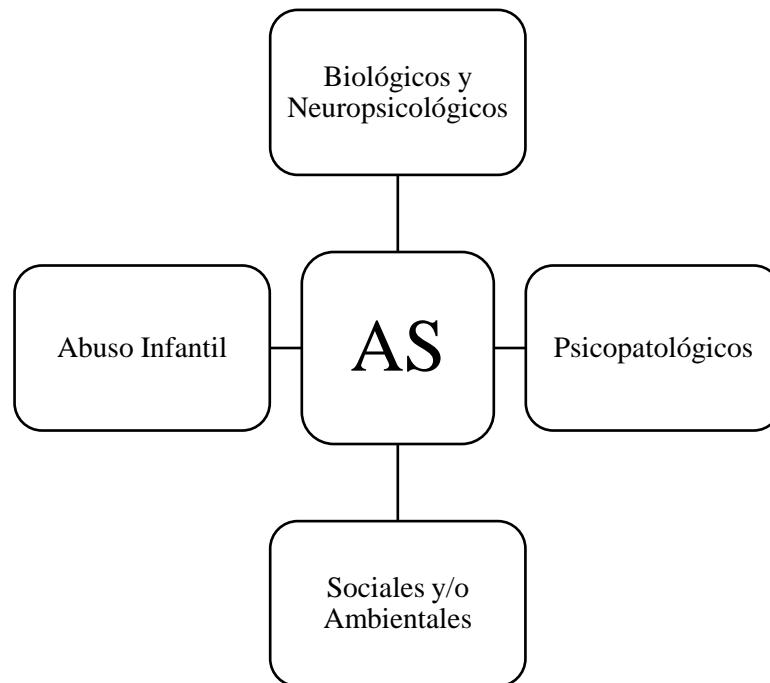 Biológicos y
Neuropsicológicos
Abuso Infantil
AS
Psicopatológicos
Sociales y/o
Ambientales